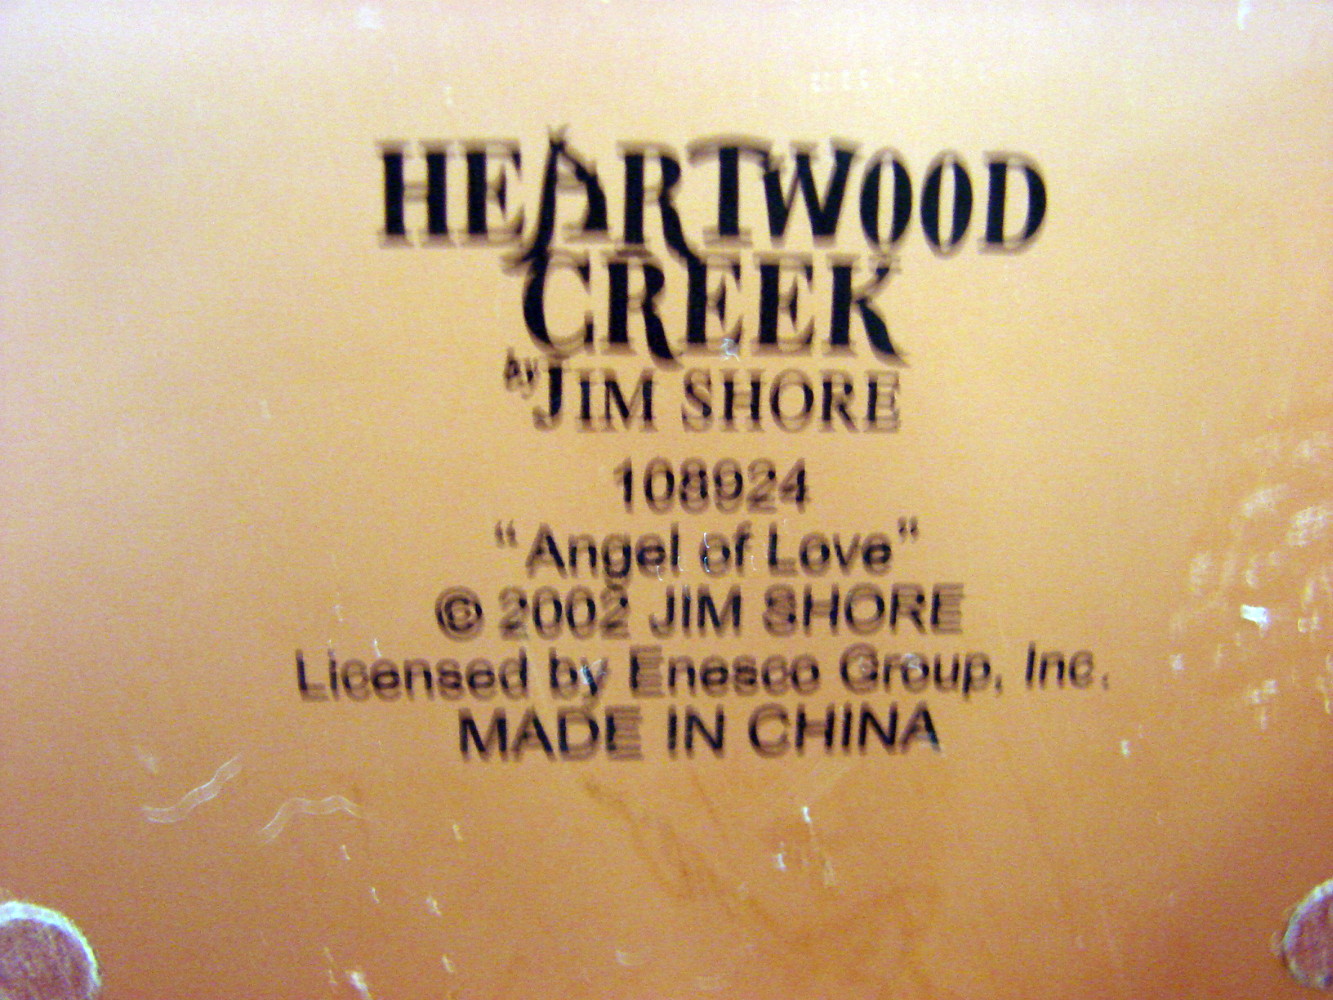 HEARTWOOD
CREEK
by JIM SHORE
108924
"Angel of Love"
© 2002 JIM SHORE
Licensed by Enesco Group, Inc.
MADE IN CHINA